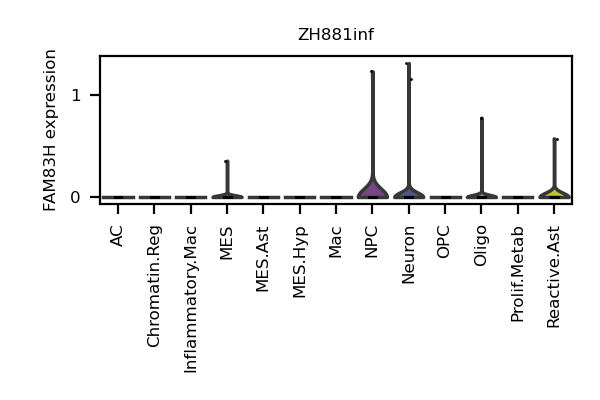 ZH881inf
FAM83H expression
1
0
AC
Chromatin.Reg
Inflammatory.Mac
MES
MES.Ast
MES.Hyp
Mac
NPC
Neuron
OPC
Oligo
Prolif.Metab
Reactive.Ast